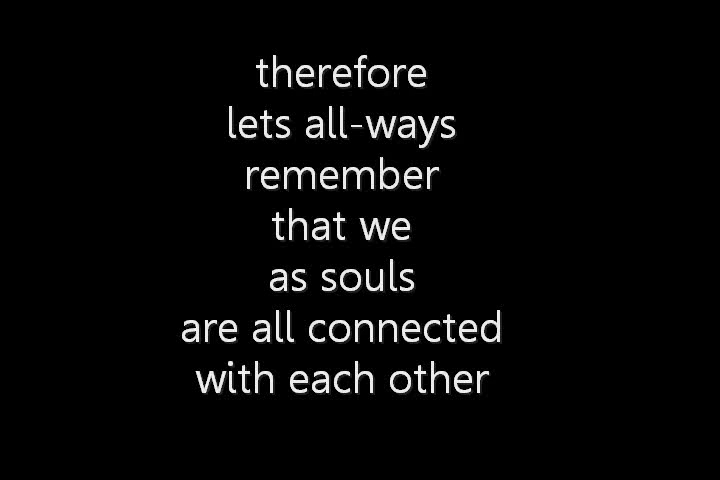 therefore
lets all-ways
remember
that we
as souls
are all connected
with each other